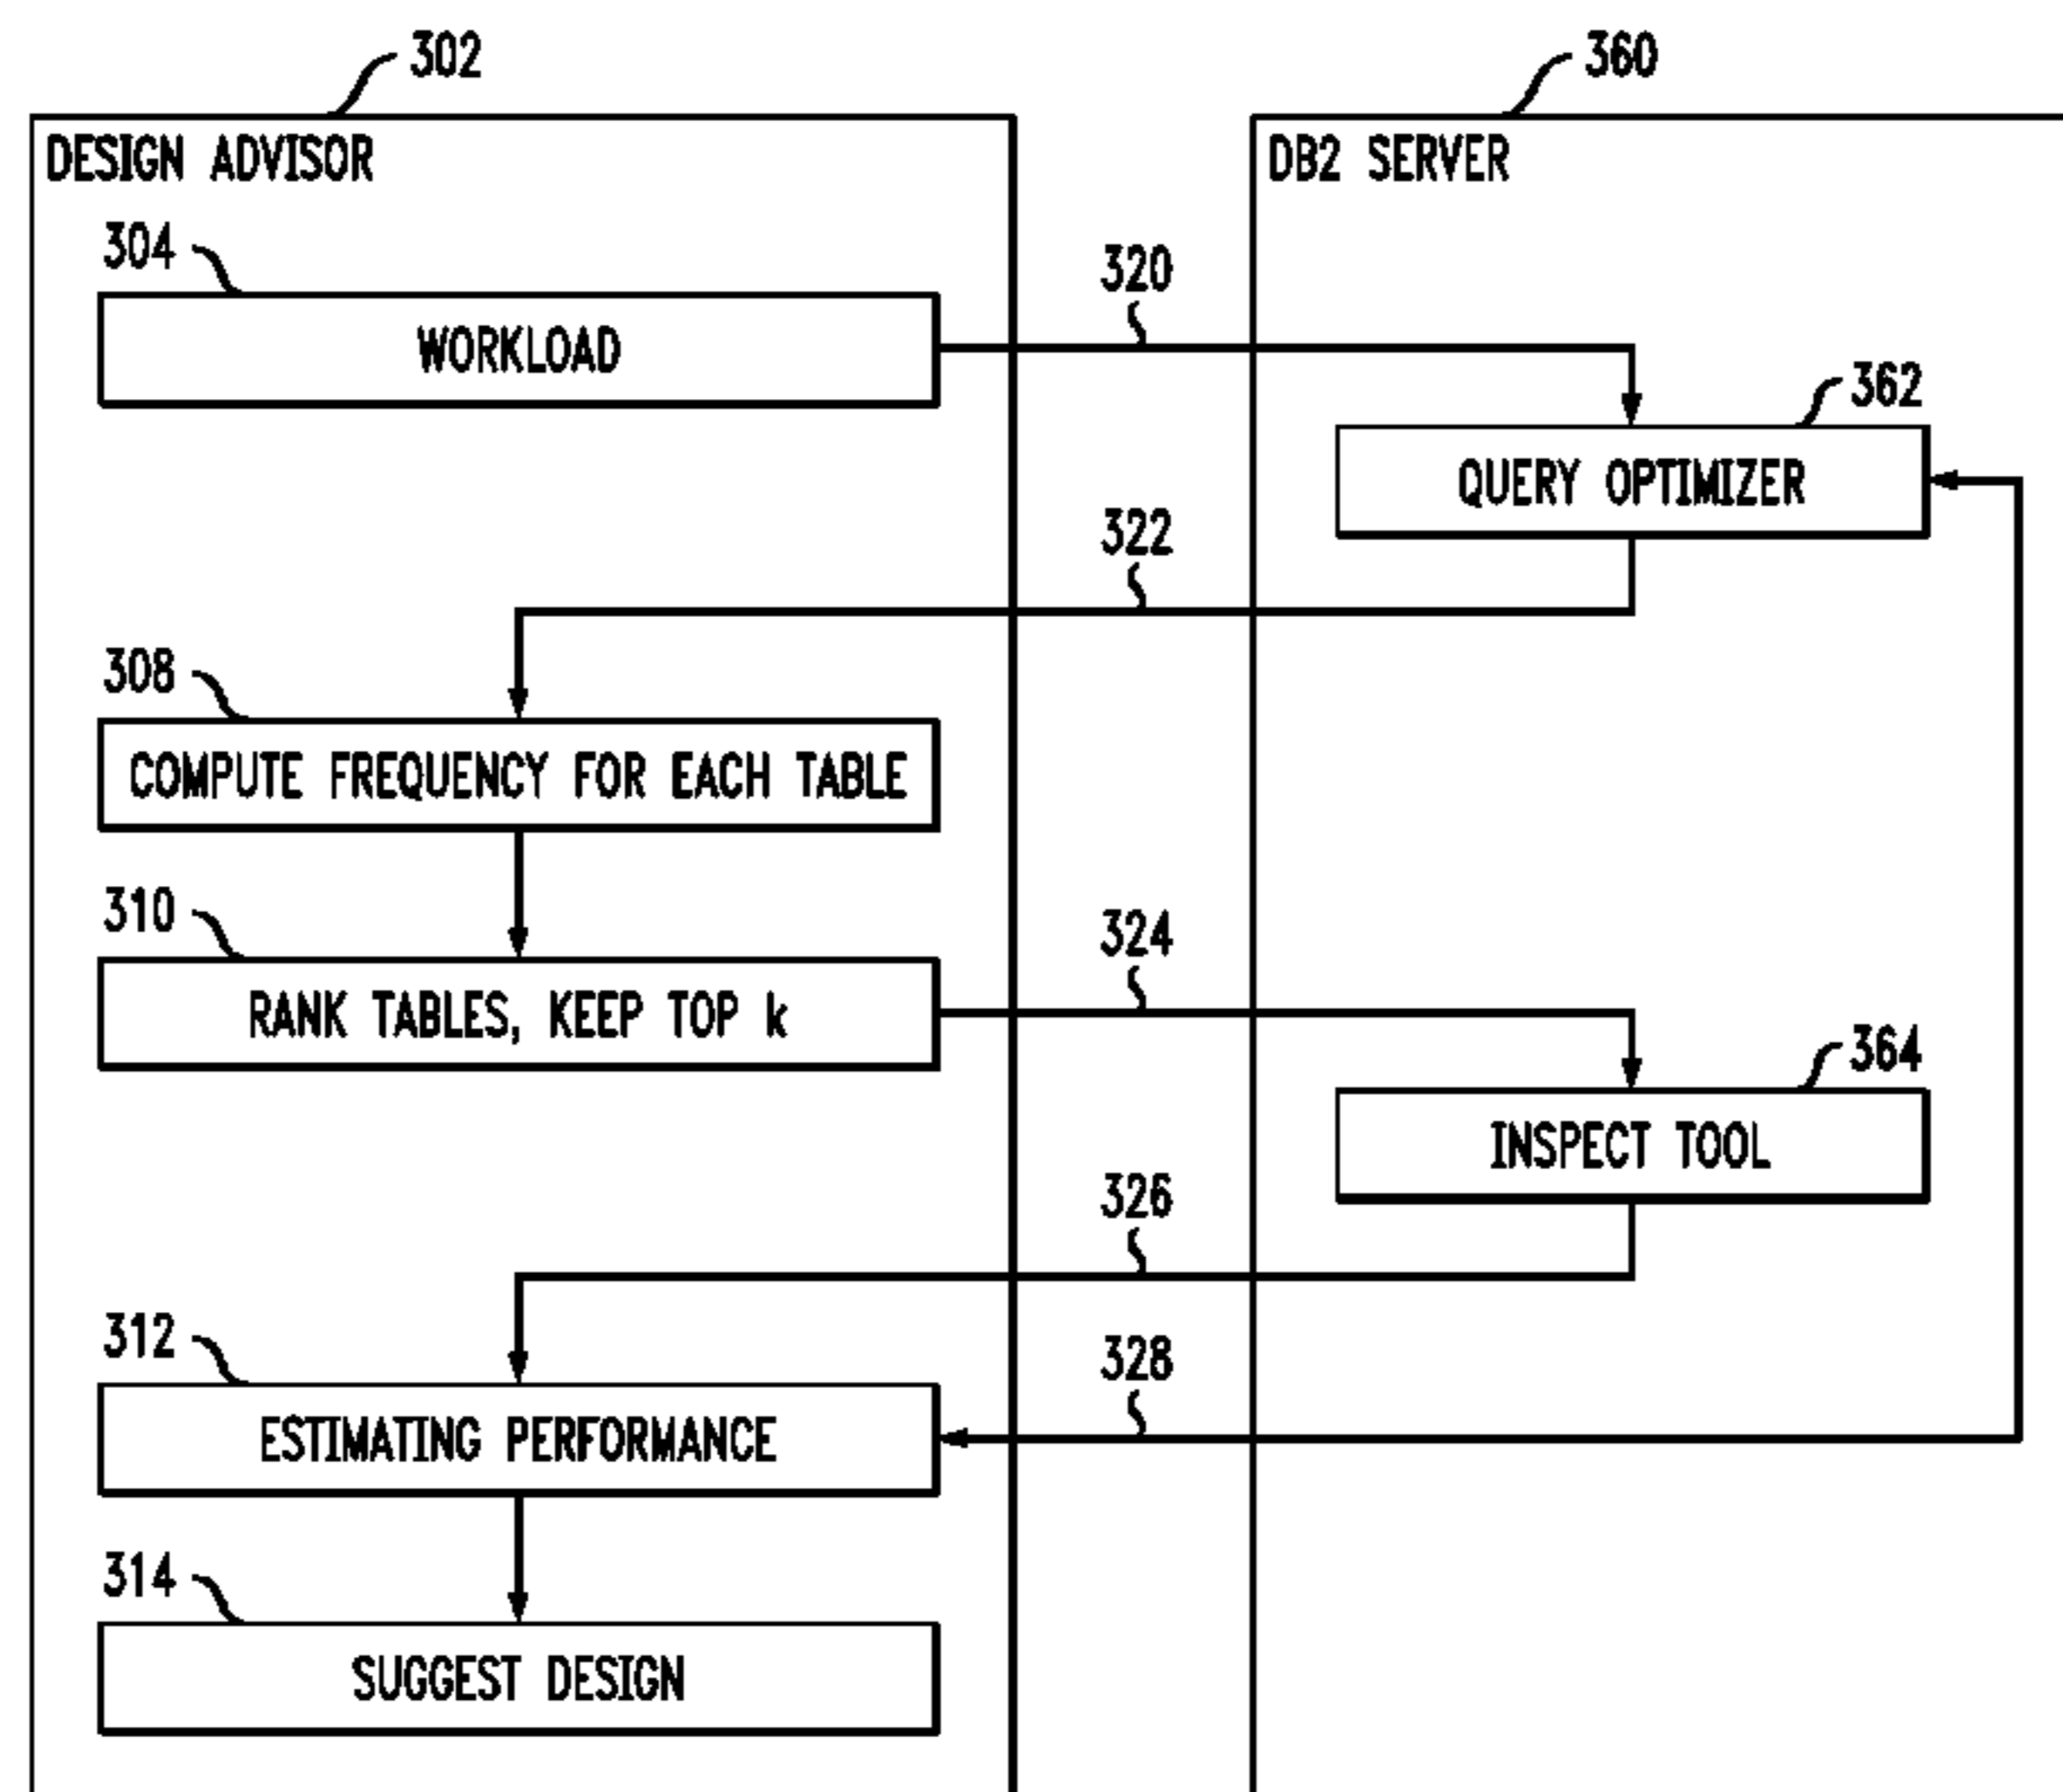 302
360
DESIGN ADVISOR
DB2 SERVER
304
320
WORKLOAD
362
QUERY OPTIMIZER
322
308
COMPUTE FREQUENCY FOR EACH TABLE
310
324
RANK TABLES, KEEP TOP k
364
INSPECT TOOL
326
312
328
ESTIMATING PERFORMANCE
314
SUGGEST DESIGN